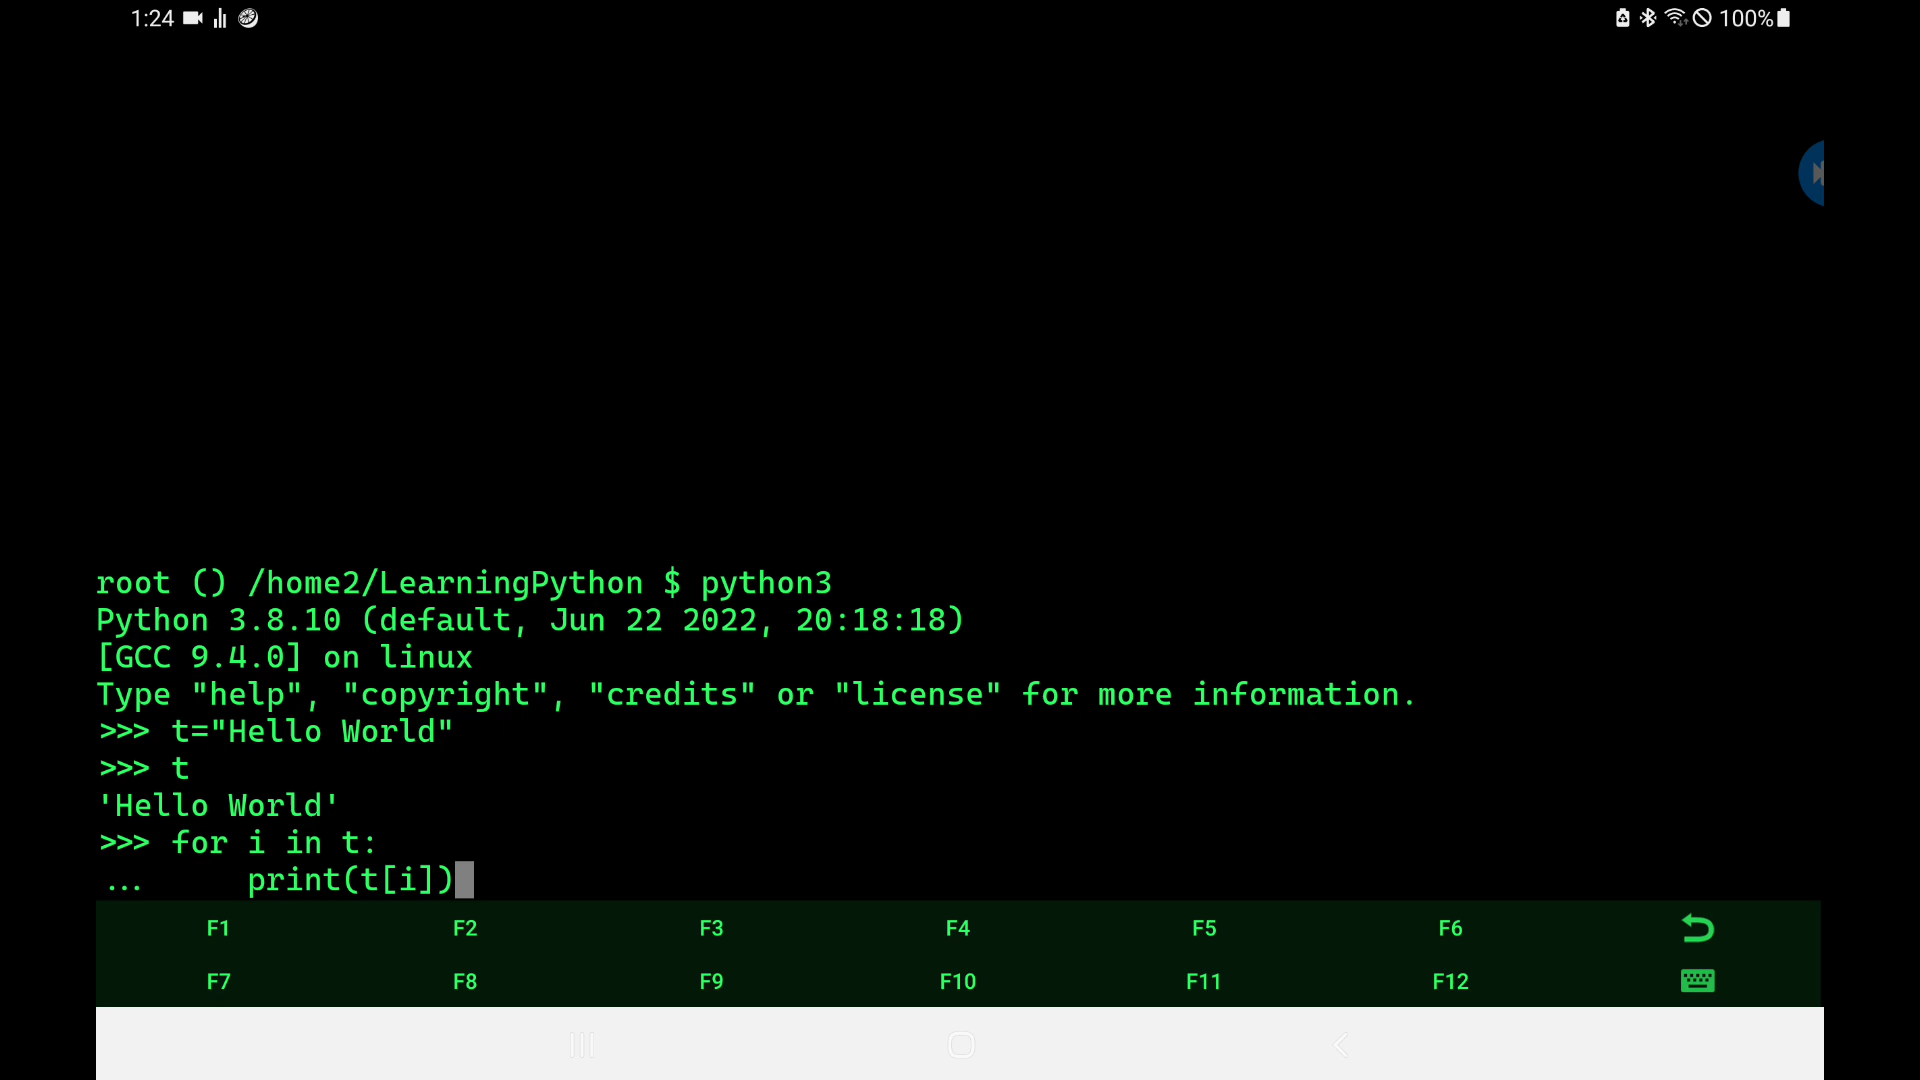 1:24
100%
root () /home2/LearningPython $ python3
Python 3.8.10 (default, Jun 22 2022, 20:18:18)
[GCC 9.4.0] on linux
Type "help", "copyright", "credits" or "license" for more information.
>>> t="Hello World"
>>> t
'Hello World'
>>> for i in t:
...     print(t[i])
F1 F2 F3 F4 F5 F6
F7 F8 F9 F10 F11 F12